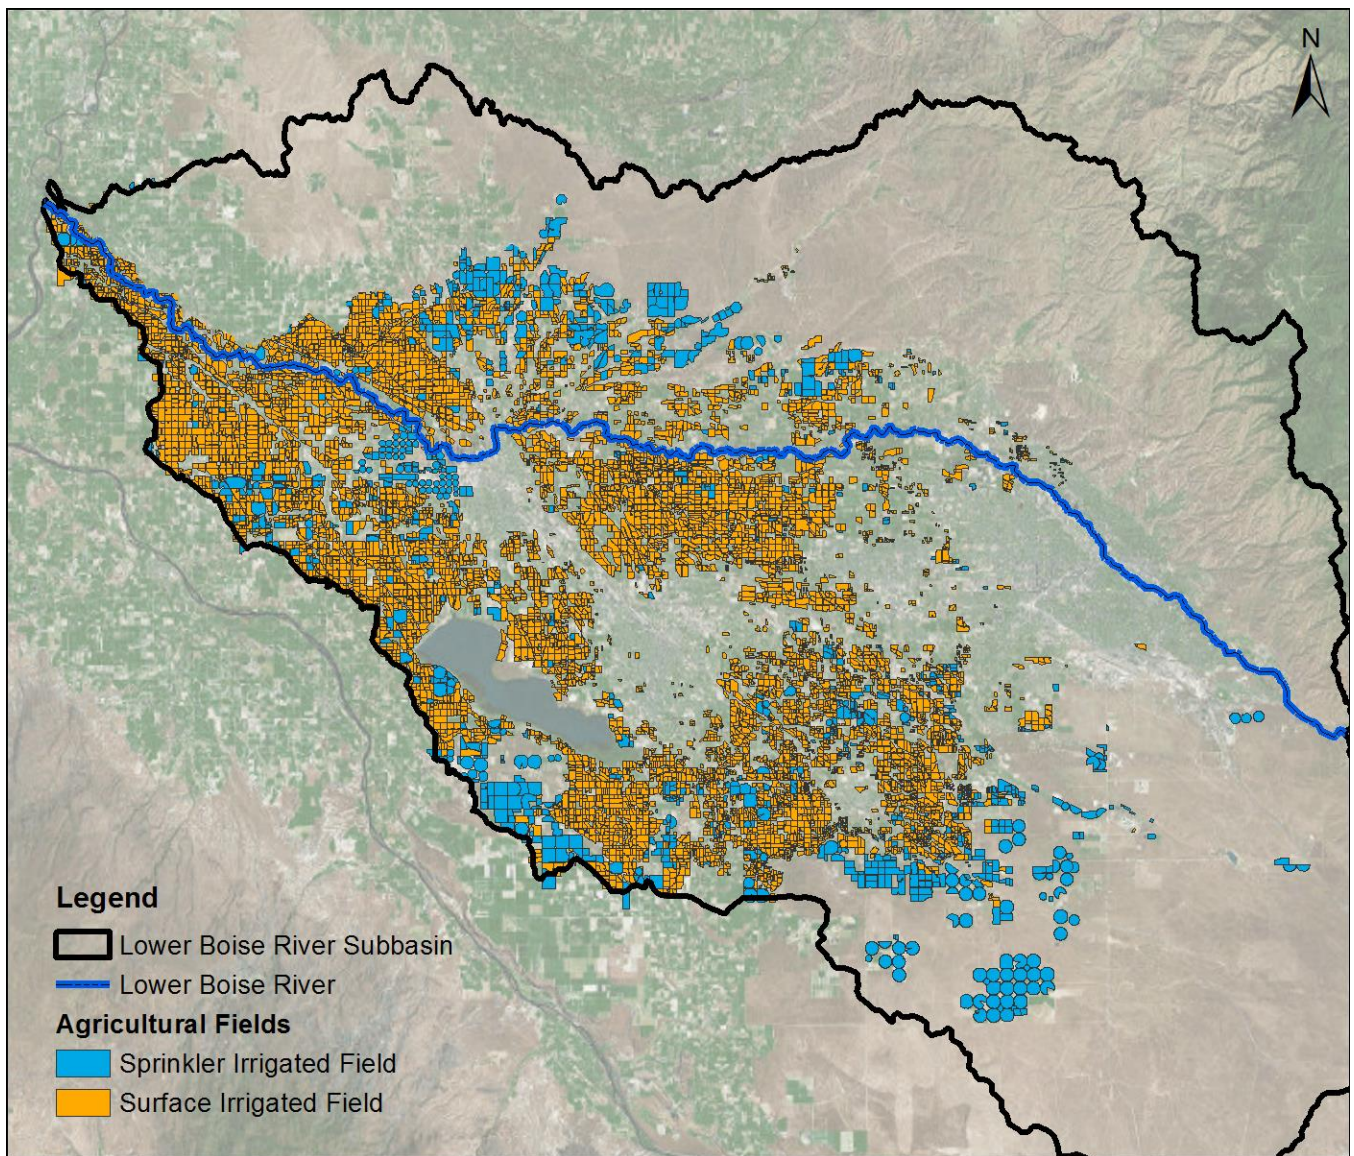 N
Legend
Lower Boise River Subbasin
Lower Boise River
Agricultural Fields
Sprinkler Irrigated Field
Surface Irrigated Field